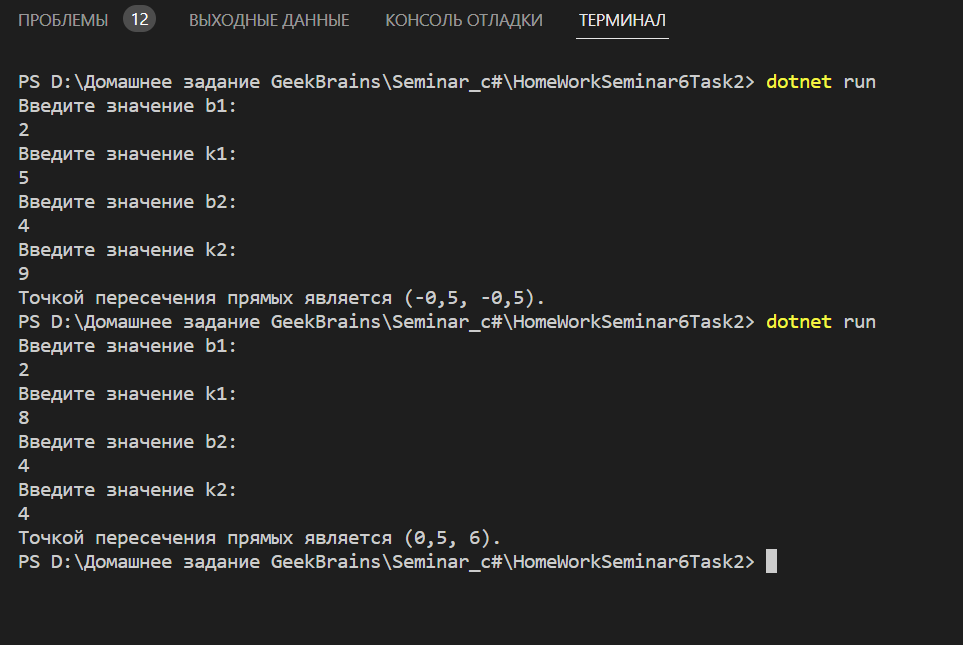 ПРОБЛЕМЫ 12 ВЫХОДНЫЕ ДАННЫЕ КОНСОЛЬ ОТЛАДКИ ТЕРМИНАЛ
PS D:\Домашнее задание GeekBrains\Seminar_c#\HomeWorkSeminar6Task2> dotnet run
Введите значение b1:
2
Введите значение k1:
5
Введите значение b2:
4
Введите значение k2:
9
Точкой пересечения прямых является (-0,5, -0,5).
PS D:\Домашнее задание GeekBrains\Seminar_c#\HomeWorkSeminar6Task2> dotnet run
Введите значение b1:
2
Введите значение k1:
8
Введите значение b2:
4
Введите значение k2:
4
Точкой пересечения прямых является (0,5, 6).
PS D:\Домашнее задание GeekBrains\Seminar_c#\HomeWorkSeminar6Task2>